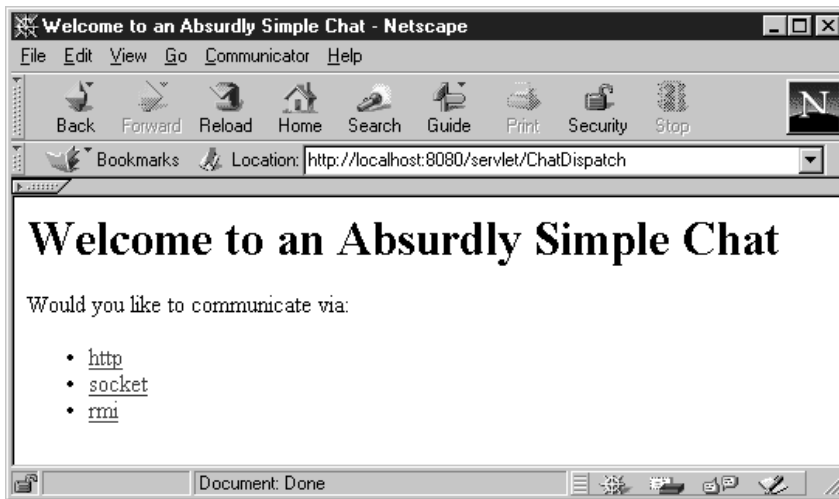 Welcome to an Absurdly Simple Chat - Netscape
File Edit View Go Communicator Help
Back Forward Reload Home Search Guide Print Security Stop
N
Bookmarks Location: http://localhost:8080/servlet/ChatDispatch
Welcome to an Absurdly Simple Chat
Would you like to communicate via:
• http
• socket
• rmi
Document: Done